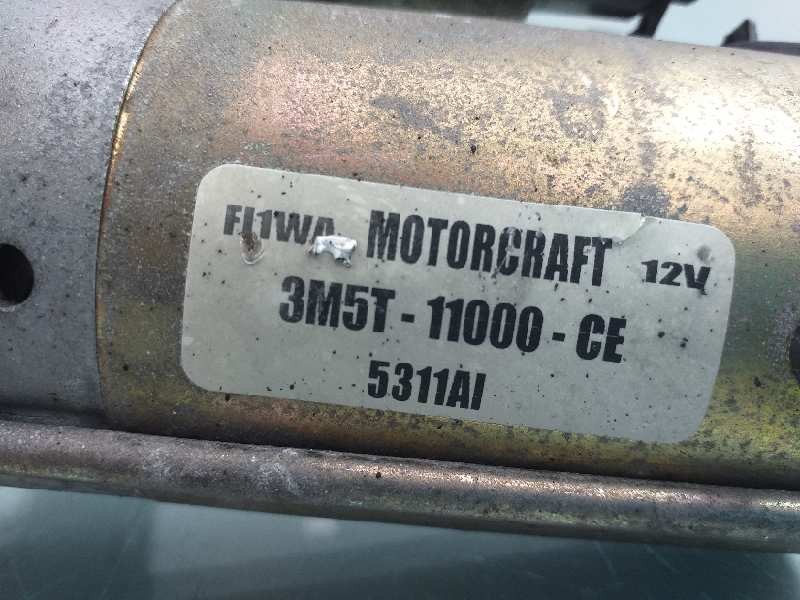 MOTORCRAFT 12V
3M5T - 11000 - CE
5311AI